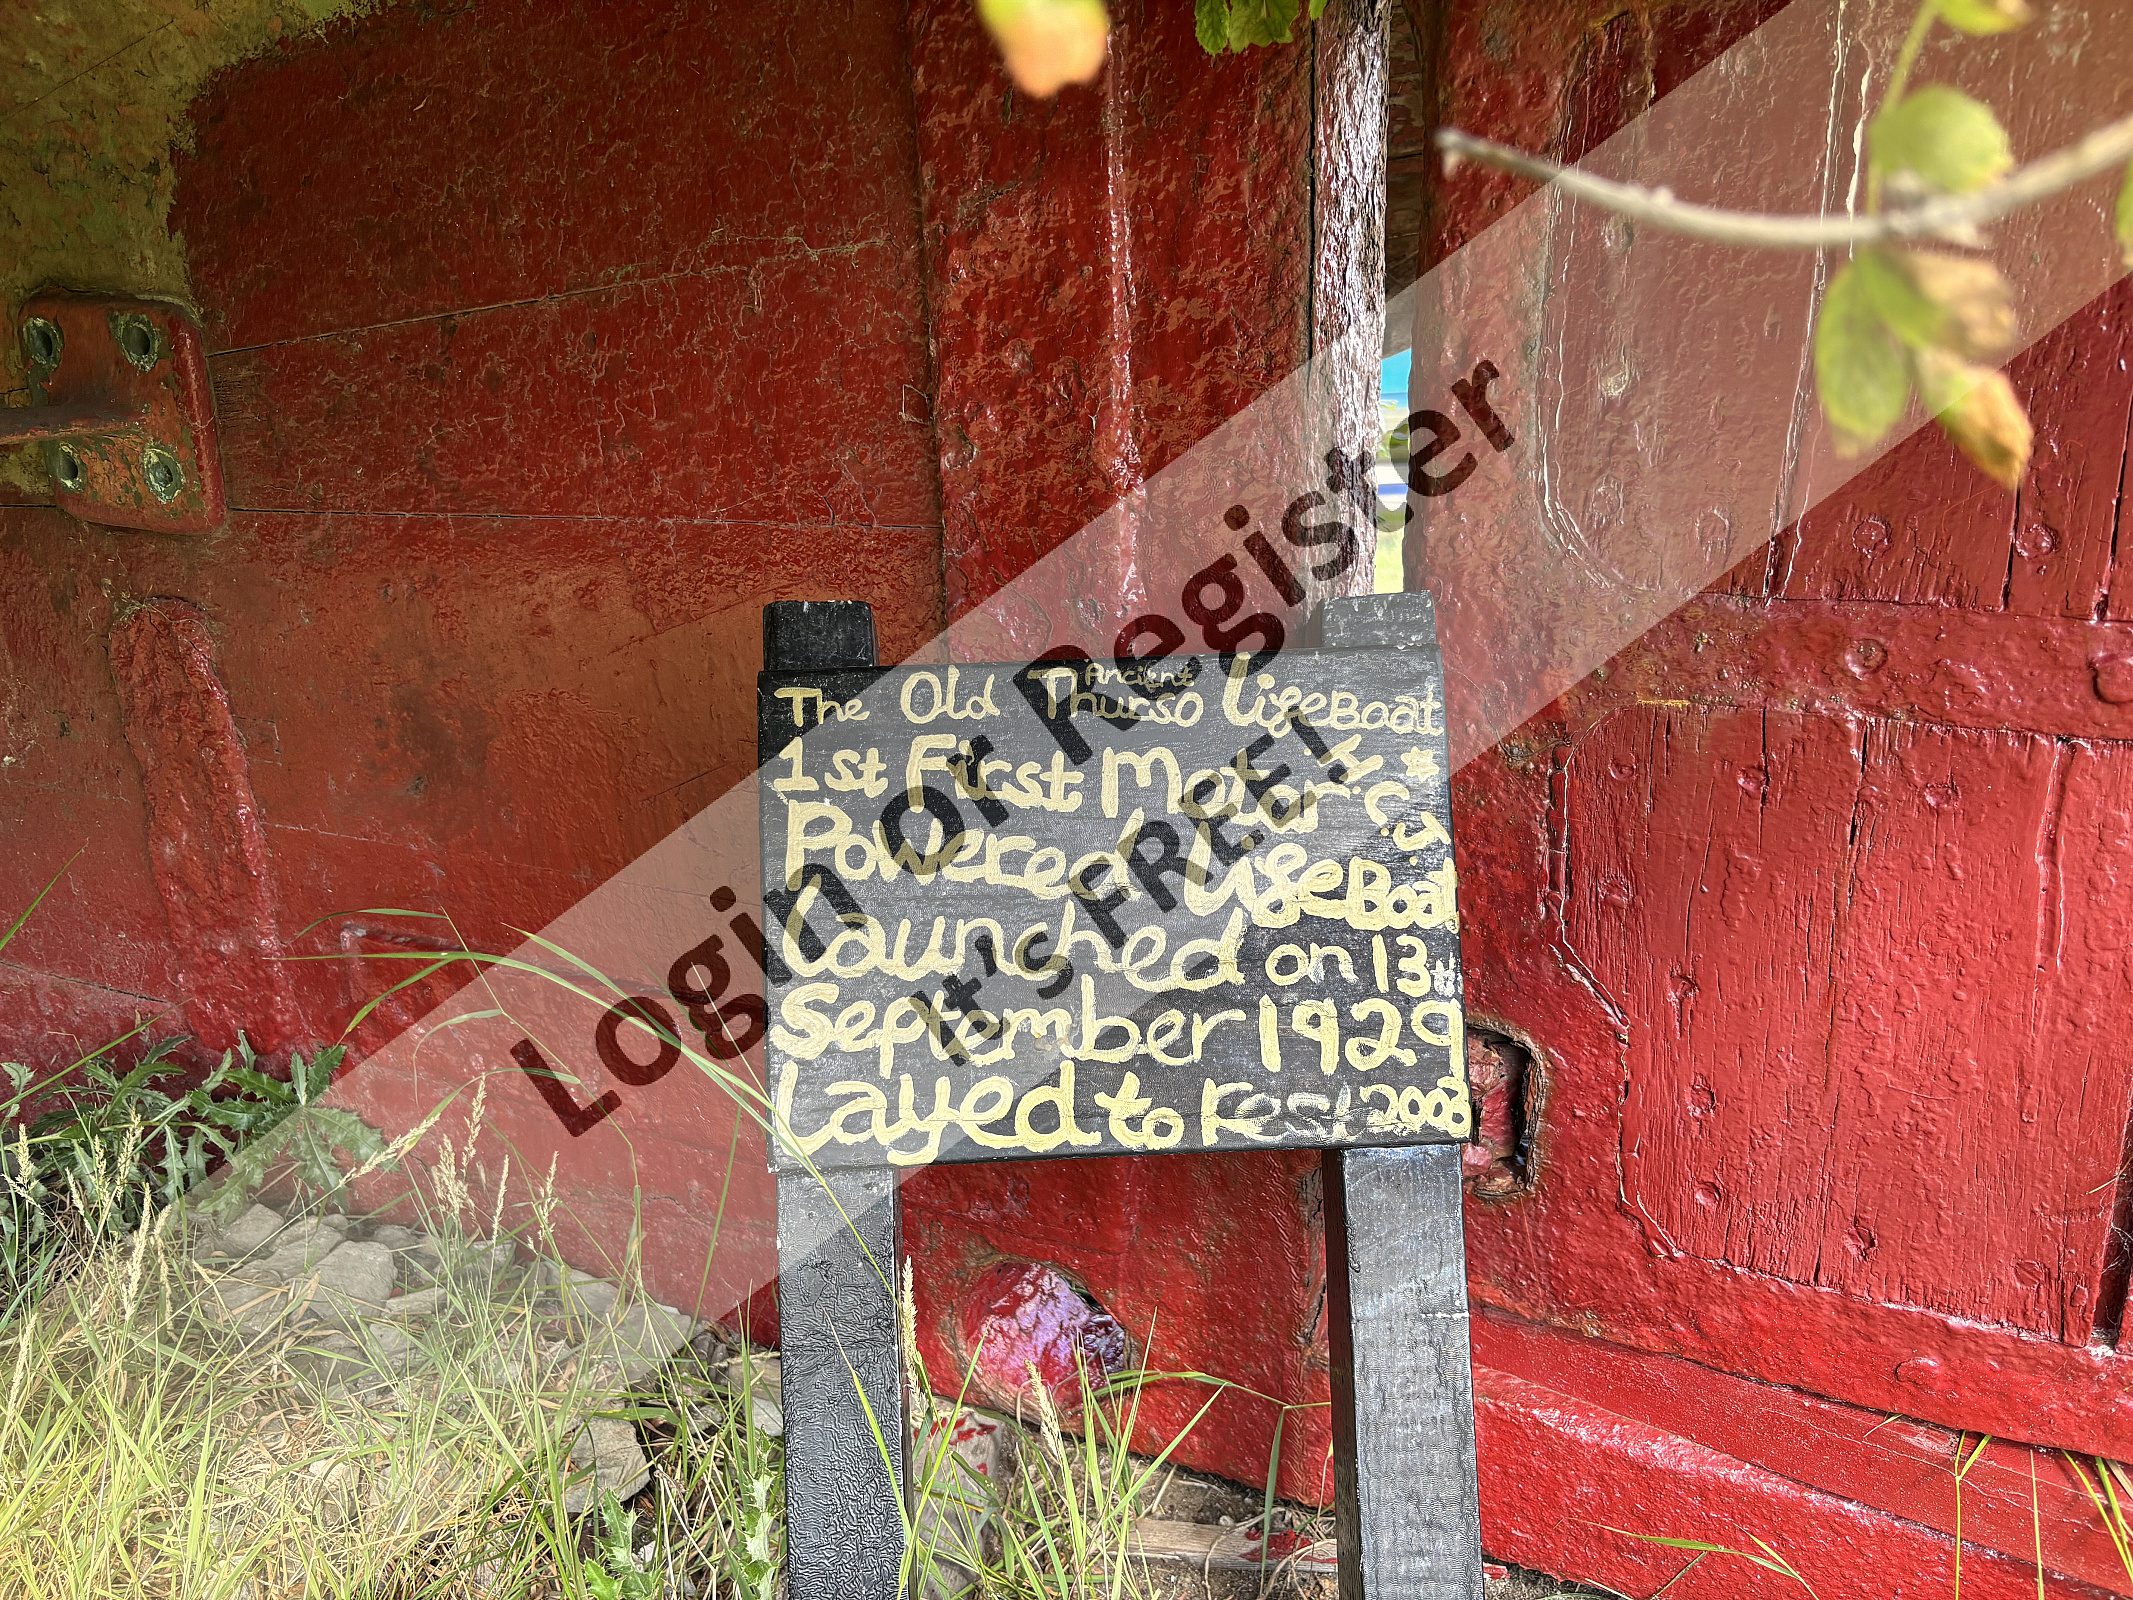 Ancient
The Old Thurso LifeBoat
1st First Motor
Powered LifeBoat
Launched on 13th
September 1929
Layed to Rest 2003
Login or Register
It's FREE!